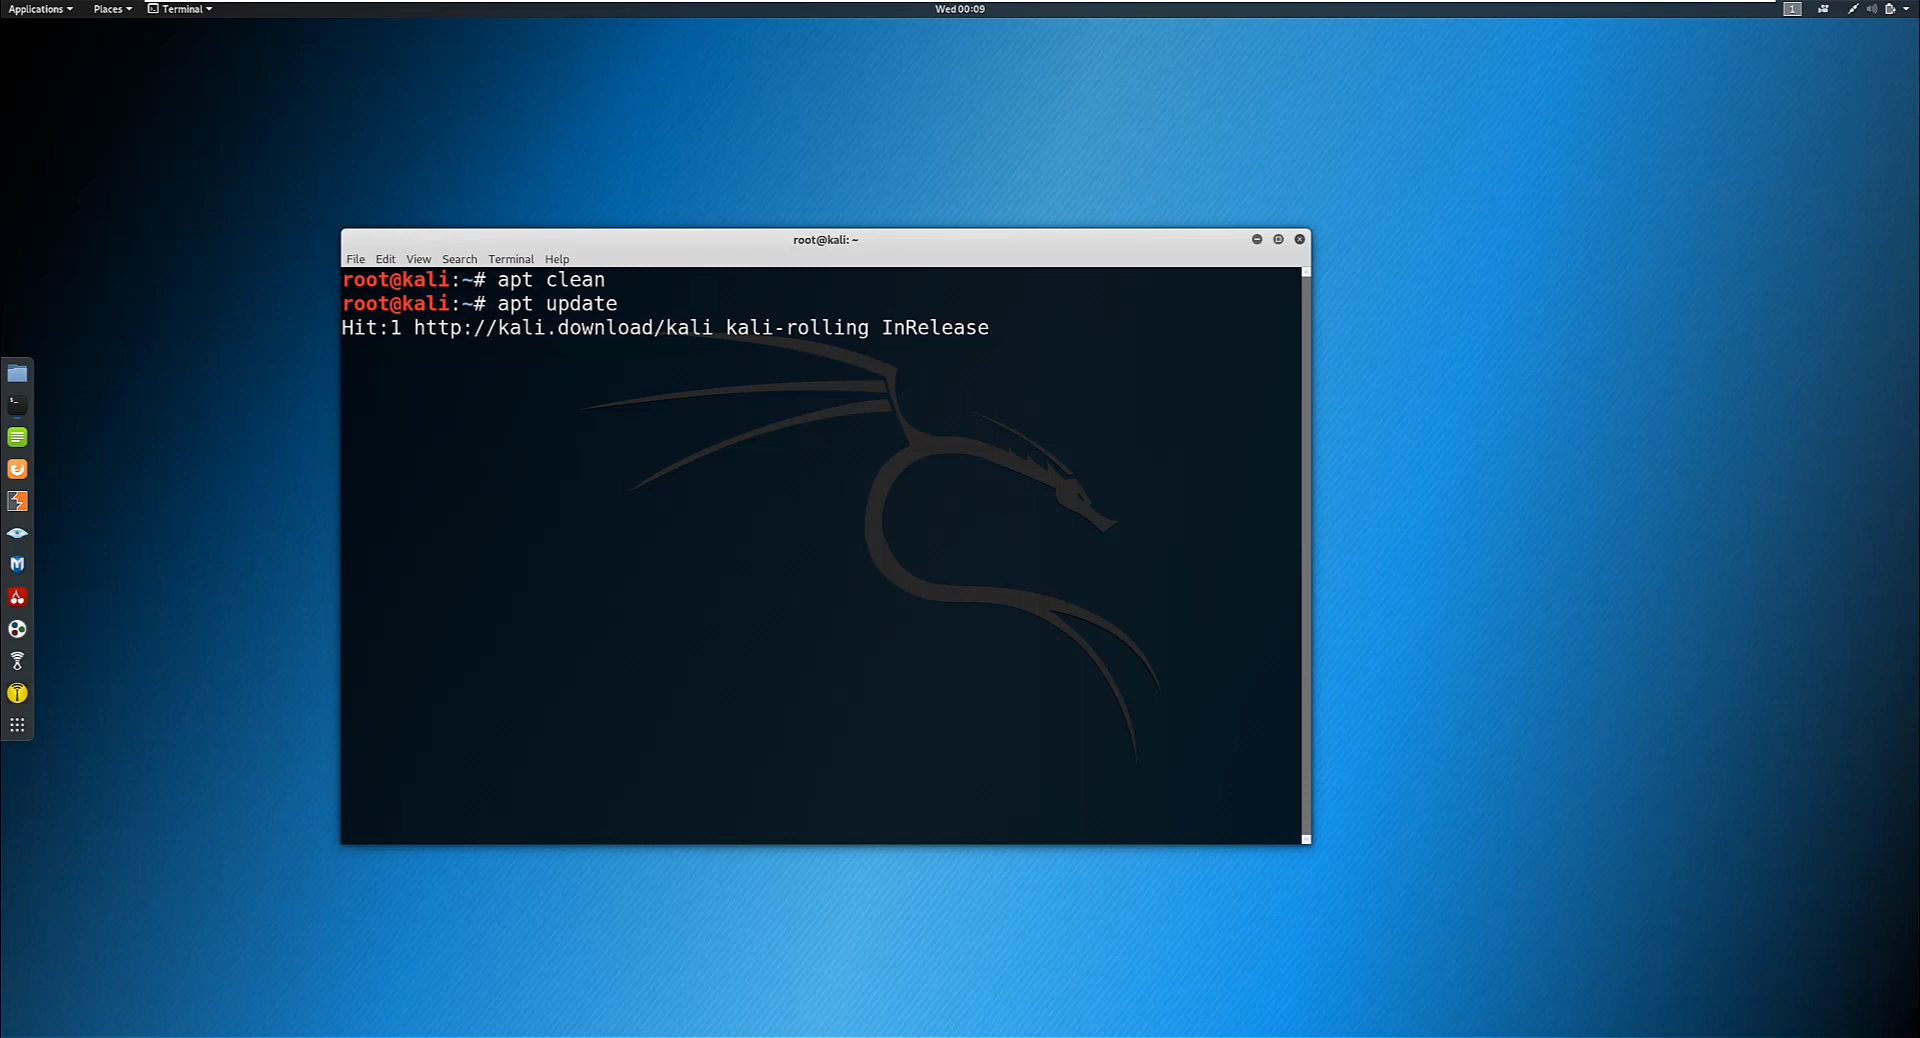 Applications Places Terminal Wed 00:09 1
root@kali: ~
File Edit View Search Terminal Help
root@kali:~# apt clean
root@kali:~# apt update
Hit:1 http://kali.download/kali kali-rolling InRelease